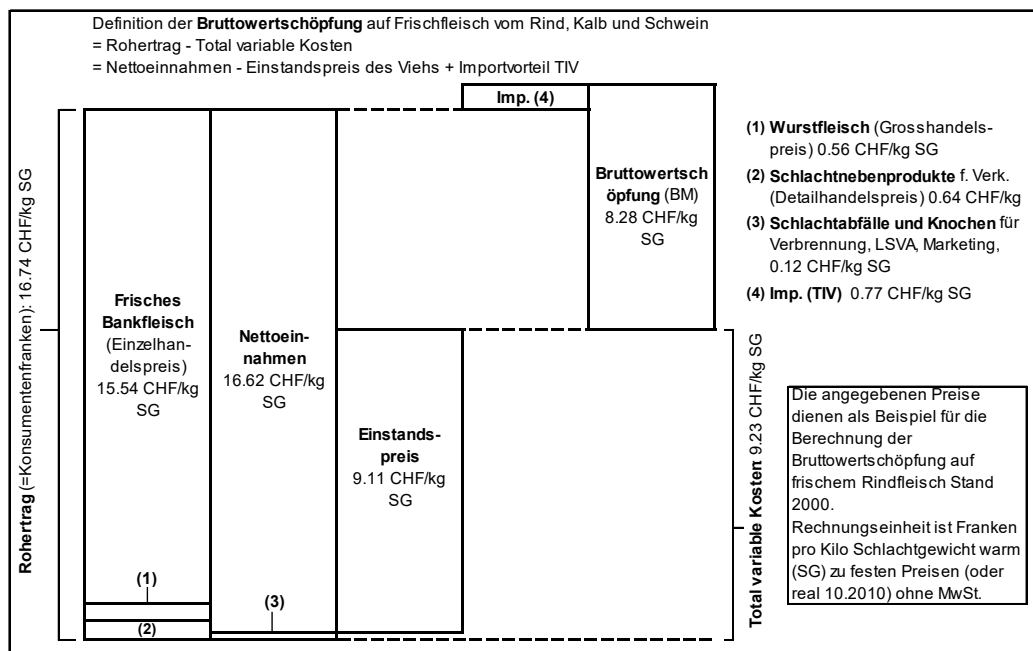 Definition der Bruttowertschöpfung auf Frischfleisch vom Rind, Kalb und Schwein
= Rohertrag - Total variable Kosten
= Nettoeinnahmen - Einstandspreis des Viehs + Importvorteil TIV
Rohertrag (=Konsumentenfranken): 16.74 CHF/kg SG
Frisches
Bankfleisch
(Einzelhan-
delspreis)
15.54 CHF/kg
SG
(1)
(2)
Nettoein-
nahmen
16.62 CHF/kg
SG
(3)
Einstands-
preis
9.11 CHF/kg
SG
Imp. (4)
Bruttowertsch
öpfung (BM)
8.28 CHF/kg
SG
Total variable Kosten: 9.23 CHF/kg SG
(1) Wurstfleisch (Grosshandels-
preis) 0.56 CHF/kg SG
(2) Schlachtnebenprodukte f. Verk.
(Detailhandelspreis) 0.64 CHF/kg
(3) Schlachtabfälle und Knochen für
Verbrennung, LSVA, Marketing,
0.12 CHF/kg SG
(4) Imp. (TIV) 0.77 CHF/kg SG
Die angegebenen Preise
dienen als Beispiel für die
Berechnung der
Bruttowertschöpfung auf
frischem Rindfleisch Stand
2000.
Rechnungseinheit ist Franken
pro Kilo Schlachtgewicht warm
(SG) zu festen Preisen (oder
real 10.2010) ohne MwSt.